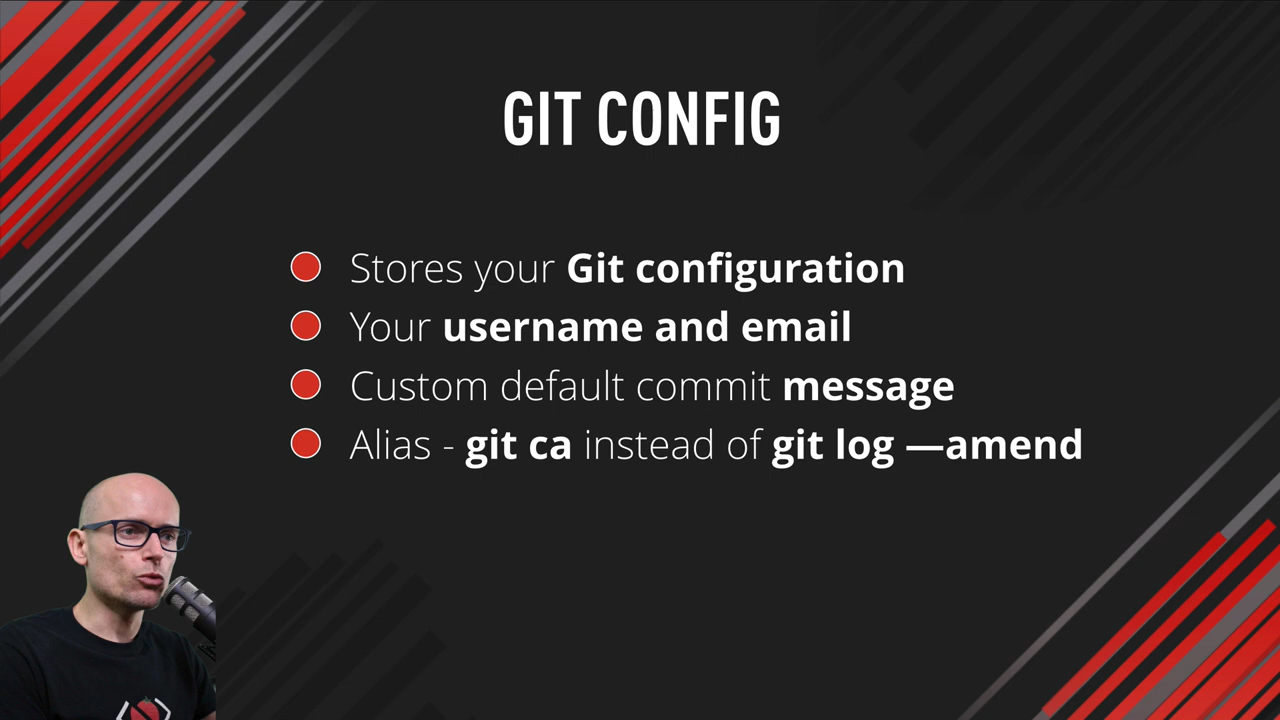 GIT CONFIG
Stores your Git configuration
Your username and email
Custom default commit message
Alias - git ca instead of git log —amend